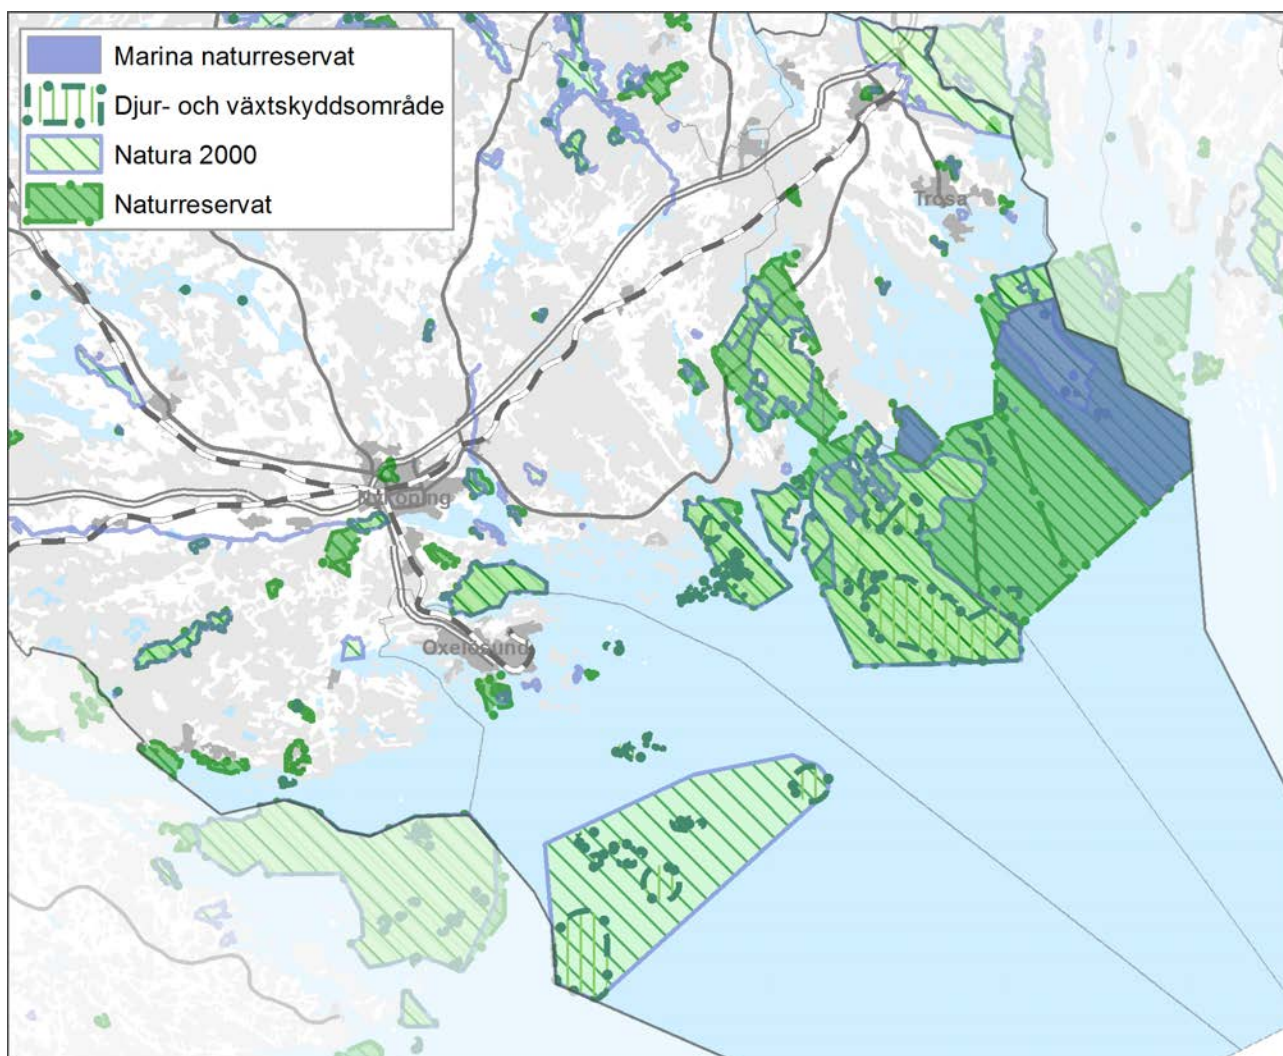 Marina naturreservat
Djur- och växtskyddsområde
Natura 2000
Naturreservat
Trosa
Nyköping
Oxelösund